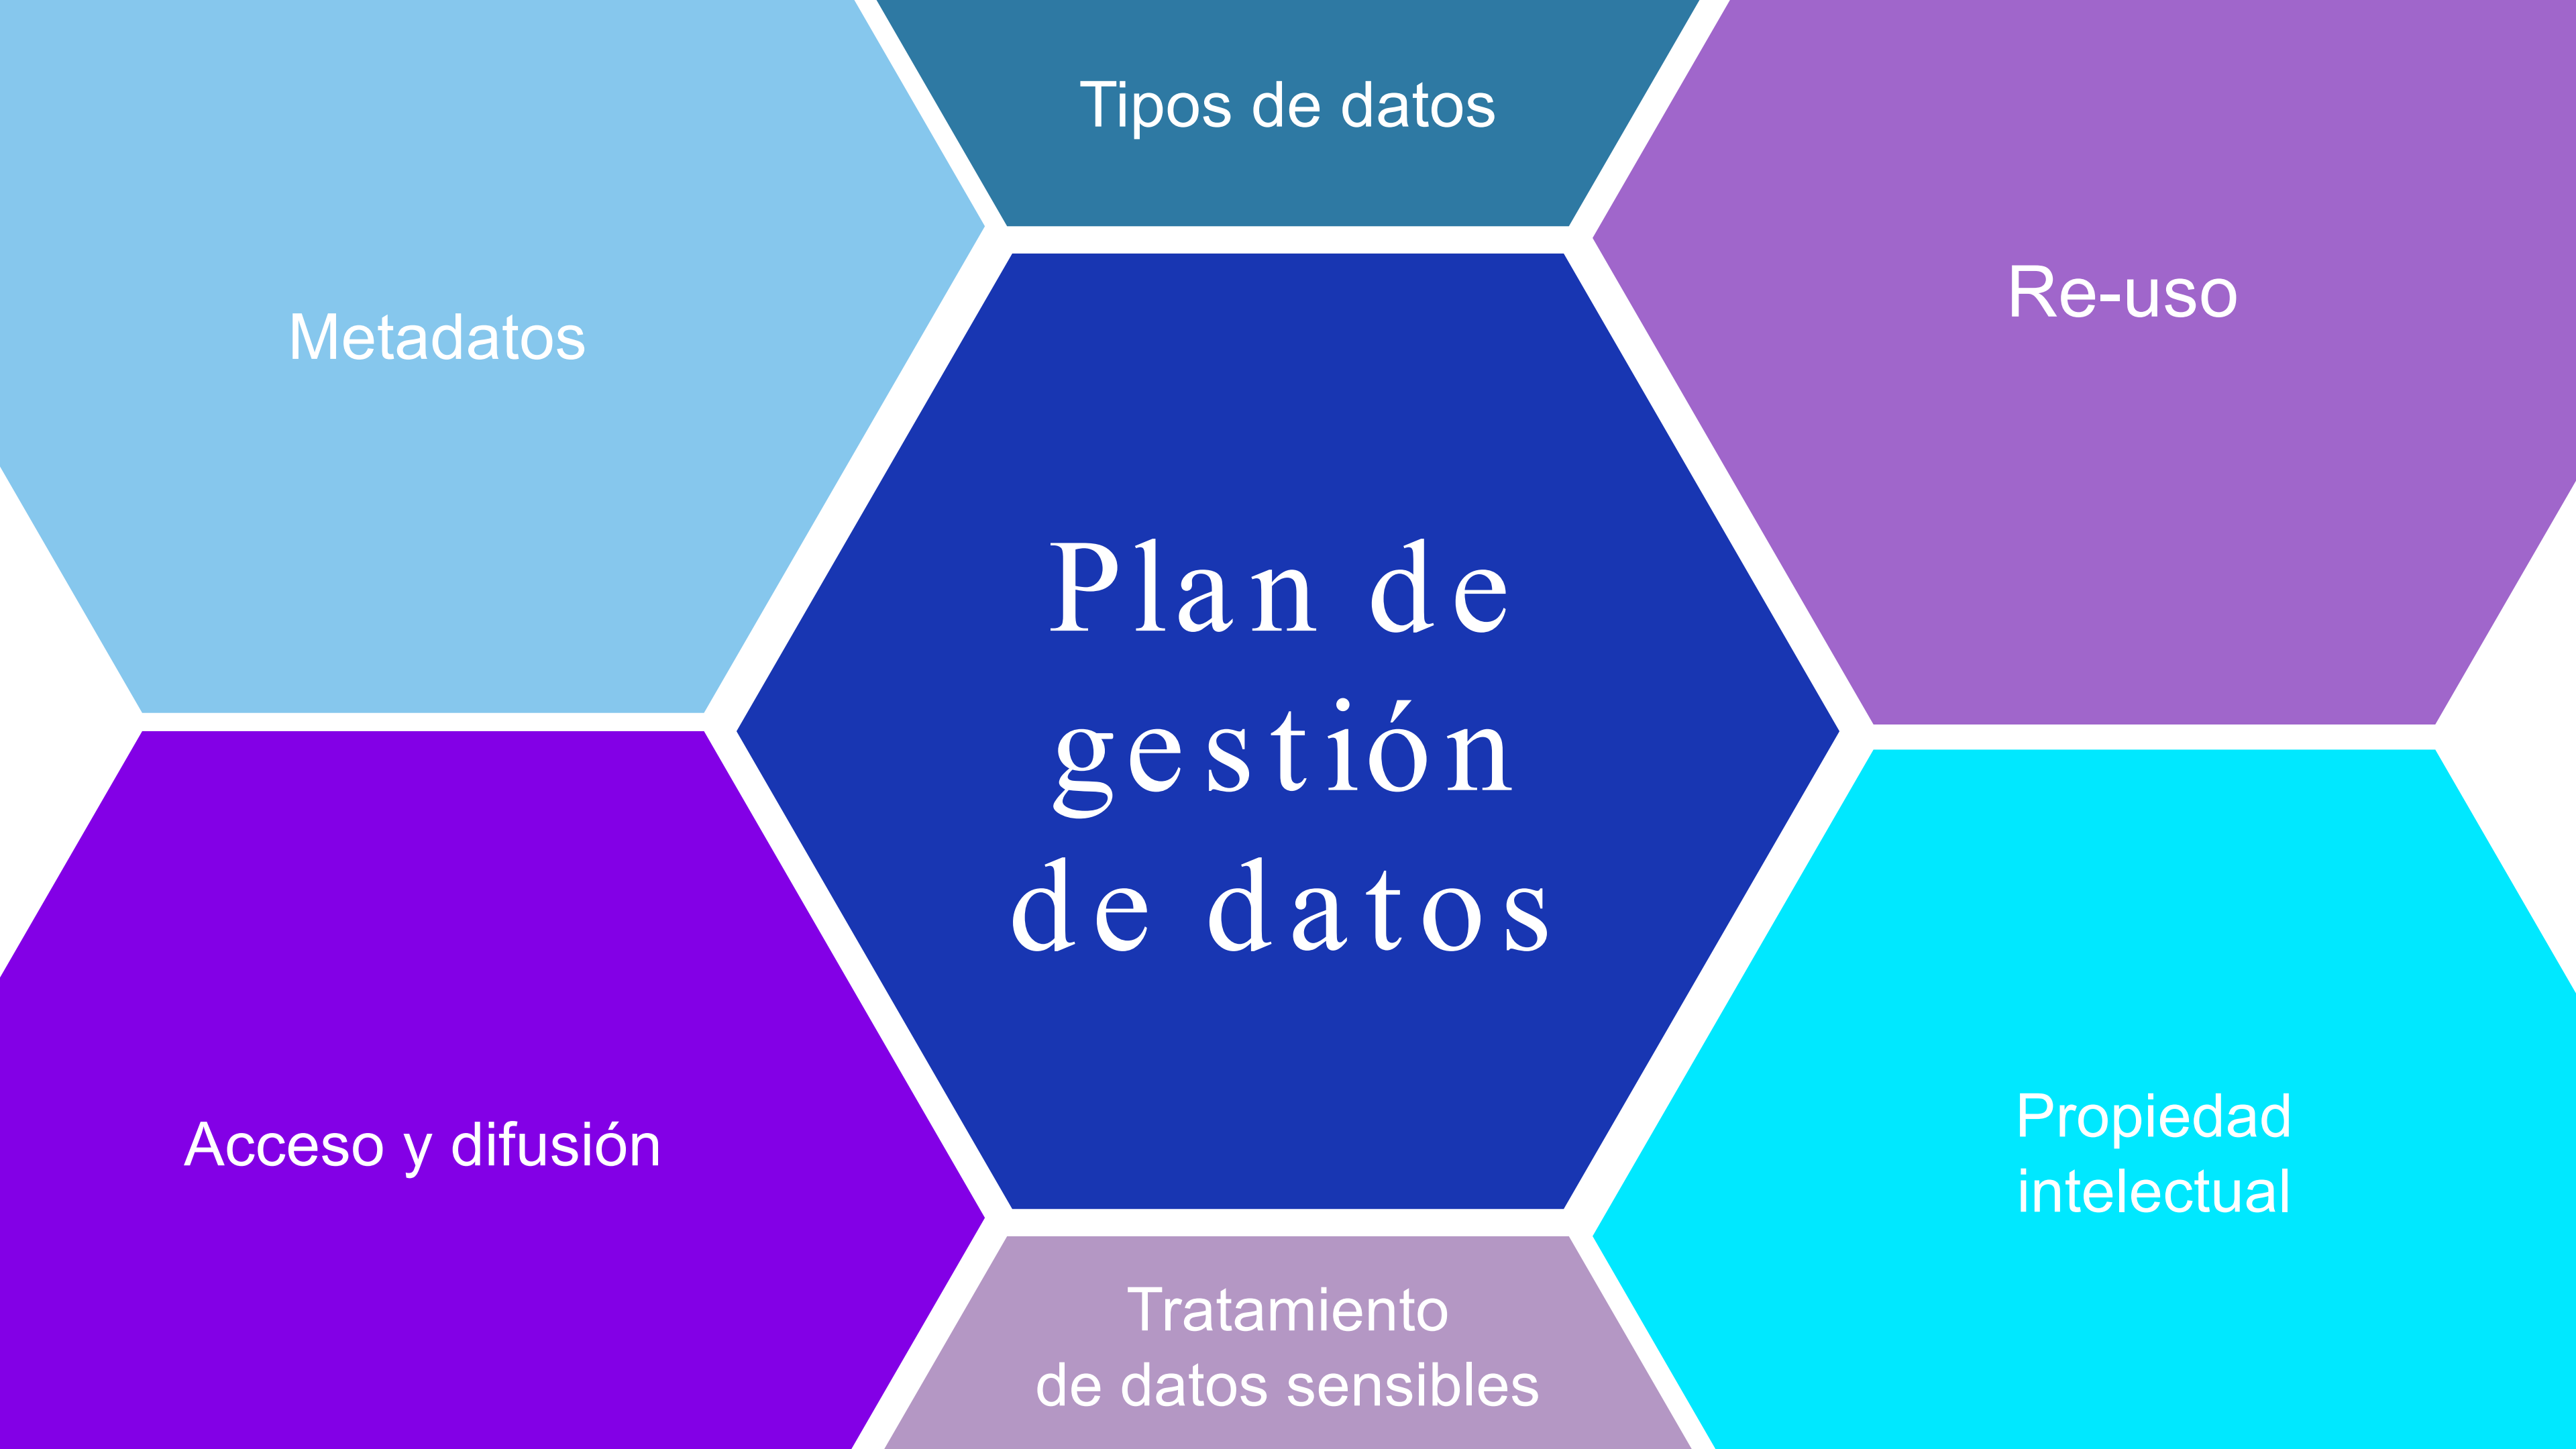 Tipos de datos
Re-uso
Metadatos
Plan de
gestión
de datos
Acceso y difusión
Propiedad
intelectual
Tratamiento
de datos sensibles